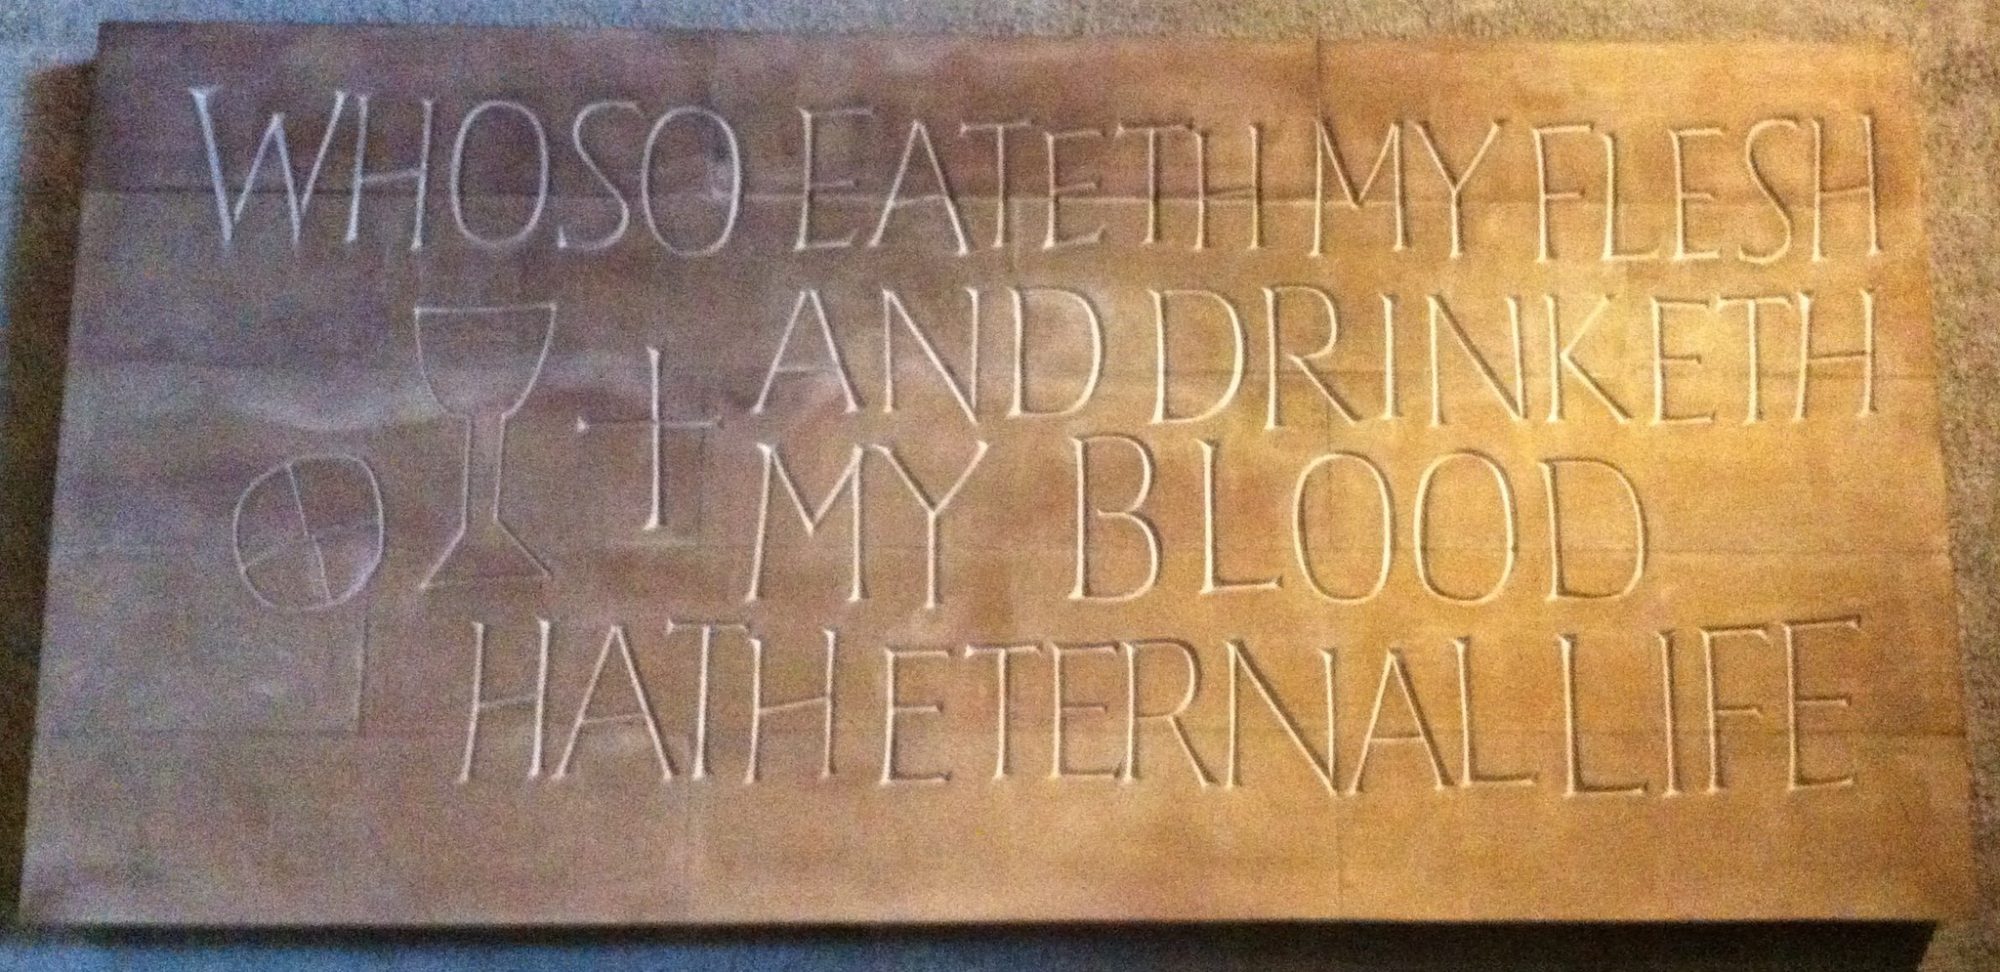 WHOSO EATETH MY FLESH
AND DRINKETH
MY BLOOD
HATH ETERNAL LIFE